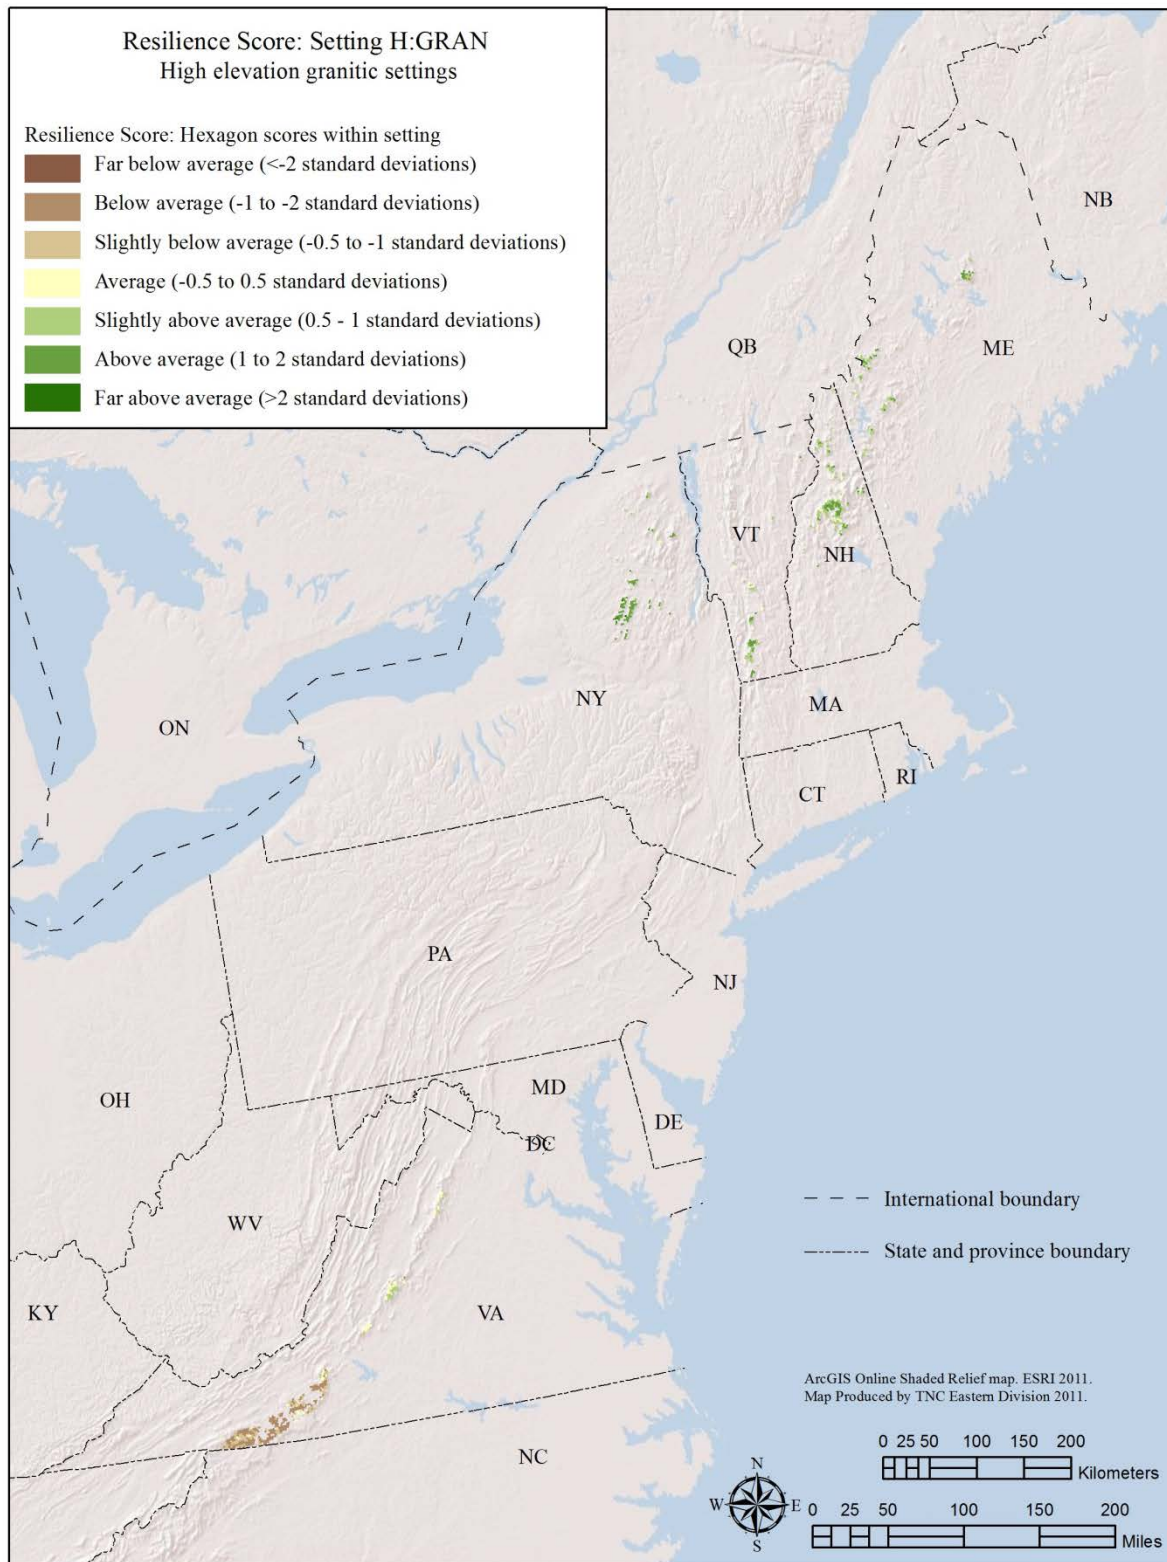 Resilience Score: Setting H:GRAN
High elevation granitic settings
Resilience Score: Hexagon scores within setting
Far below average (<-2 standard deviations)
Below average (-1 to -2 standard deviations)
Slightly below average (-0.5 to -1 standard deviations)
Average (-0.5 to 0.5 standard deviations)
Slightly above average (0.5 - 1 standard deviations)
Above average (1 to 2 standard deviations)
Far above average (>2 standard deviations)
NB
QB
ME
VT
NH
NY
MA
ON
RI
CT
PA
NJ
MD
OH
DE
DC
International boundary
WV
State and province boundary
KY
VA
ArcGIS Online Shaded Relief map. ESRI 2011.
Map Produced by TNC Eastern Division 2011.
NC
0 25 50 100 150 200
Kilometers
N
W E
S
0 25 50 100 150 200
Miles